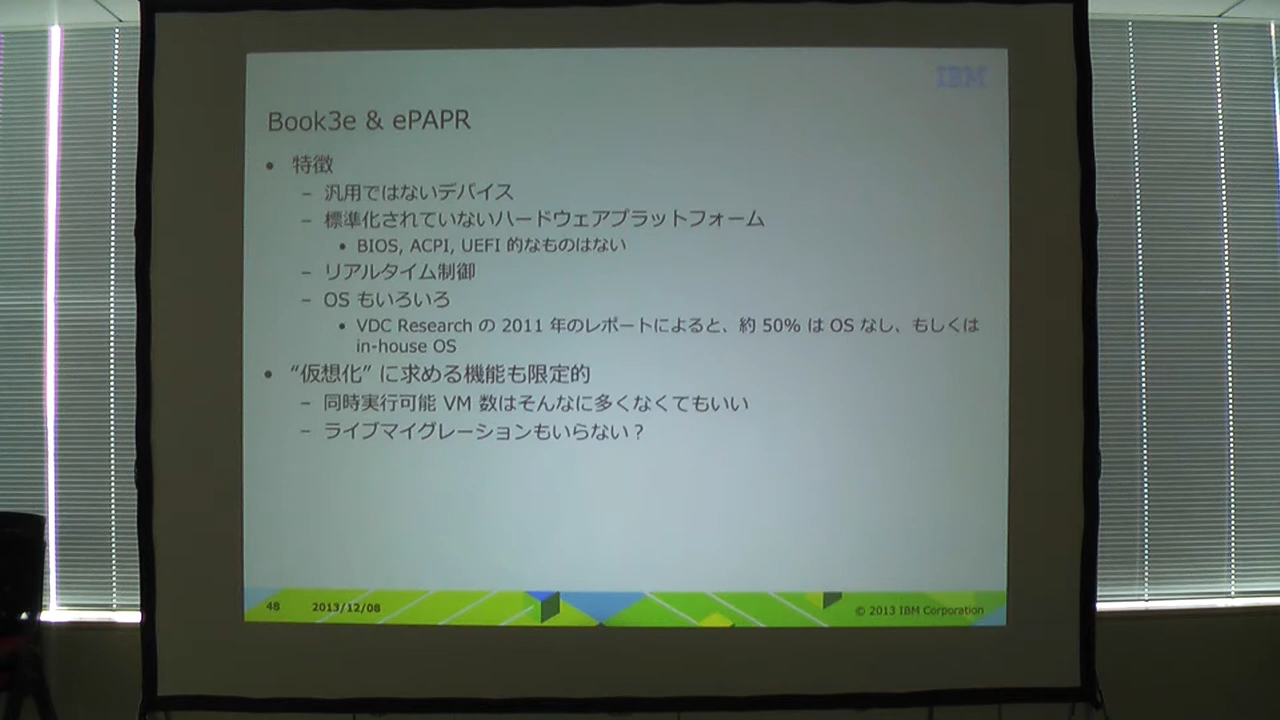 IBM
Book3e & ePAPR
• 特徴
– 汎用ではないデバイス
– 標準化されていないハードウェアプラットフォーム
• BIOS, ACPI, UEFI 的なものはない
– リアルタイム制御
– OS もいろいろ
• VDC Research の 2011 年のレポートによると、約 50% は OS なし、もしくは
in-house OS
• “仮想化” に求める機能も限定的
– 同時実行可能 VM 数はそんなに多くなくてもいい
– ライブマイグレーションもいらない？
48 2013/12/08 © 2013 IBM Corporation